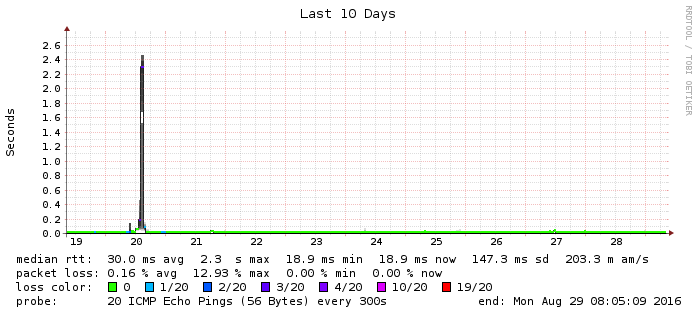 Last 10 Days
RRDTOOL / TOBI OETIKER
Seconds
2.6
2.4
2.2
2.0
1.8
1.6
1.4
1.2
1.0
0.8
0.6
0.4
0.2
0.0
19 20 21 22 23 24 25 26 27 28
median rtt: 30.0 ms avg 2.3 s max 18.9 ms min 18.9 ms now 147.3 ms sd 203.3 m am/s
packet loss: 0.16 % avg 12.93 % max 0.00 % min 0.00 % now
loss color: 0 1/20 2/20 3/20 4/20 10/20 19/20
probe: 20 ICMP Echo Pings (56 Bytes) every 300s end: Mon Aug 29 08:05:09 2016